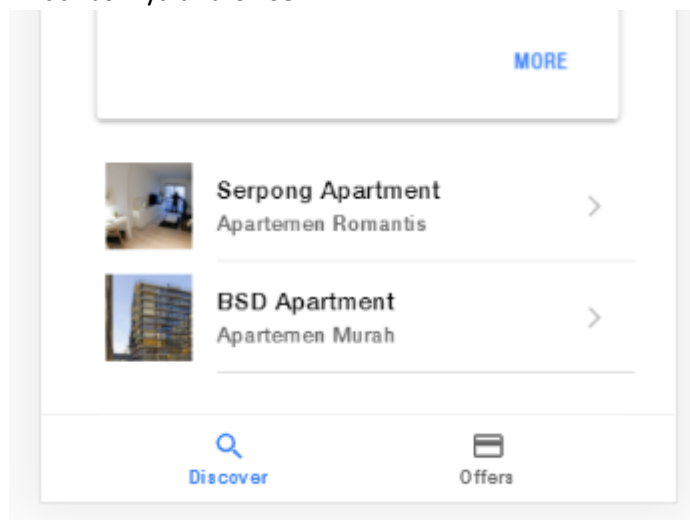 MORE
Serpong Apartment
Apartemen Romantis
BSD Apartment
Apartemen Murah
Discover
Offers